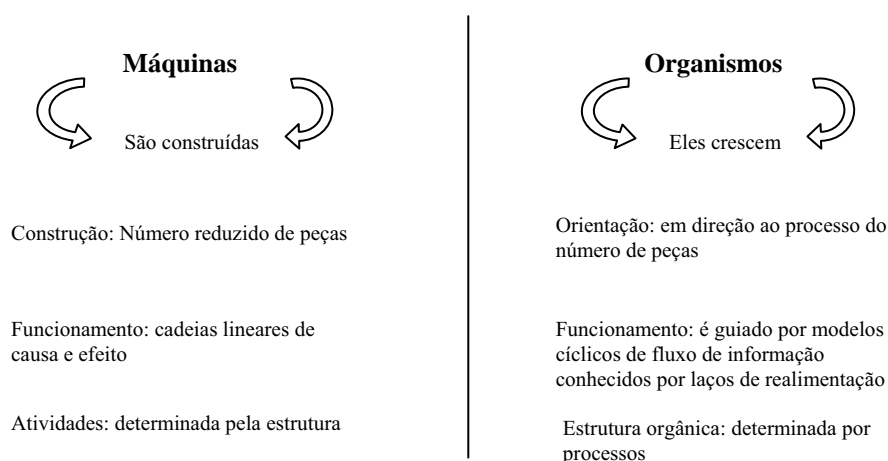 Máquinas
São construídas
Construção: Número reduzido de peças
Funcionamento: cadeias lineares de
causa e efeito
Atividades: determinada pela estrutura
Organismos
Eles crescem
Orientação: em direção ao processo do
número de peças
Funcionamento: é guiado por modelos
cíclicos de fluxo de informação
conhecidos por laços de realimentação
Estrutura orgânica: determinada por
processos